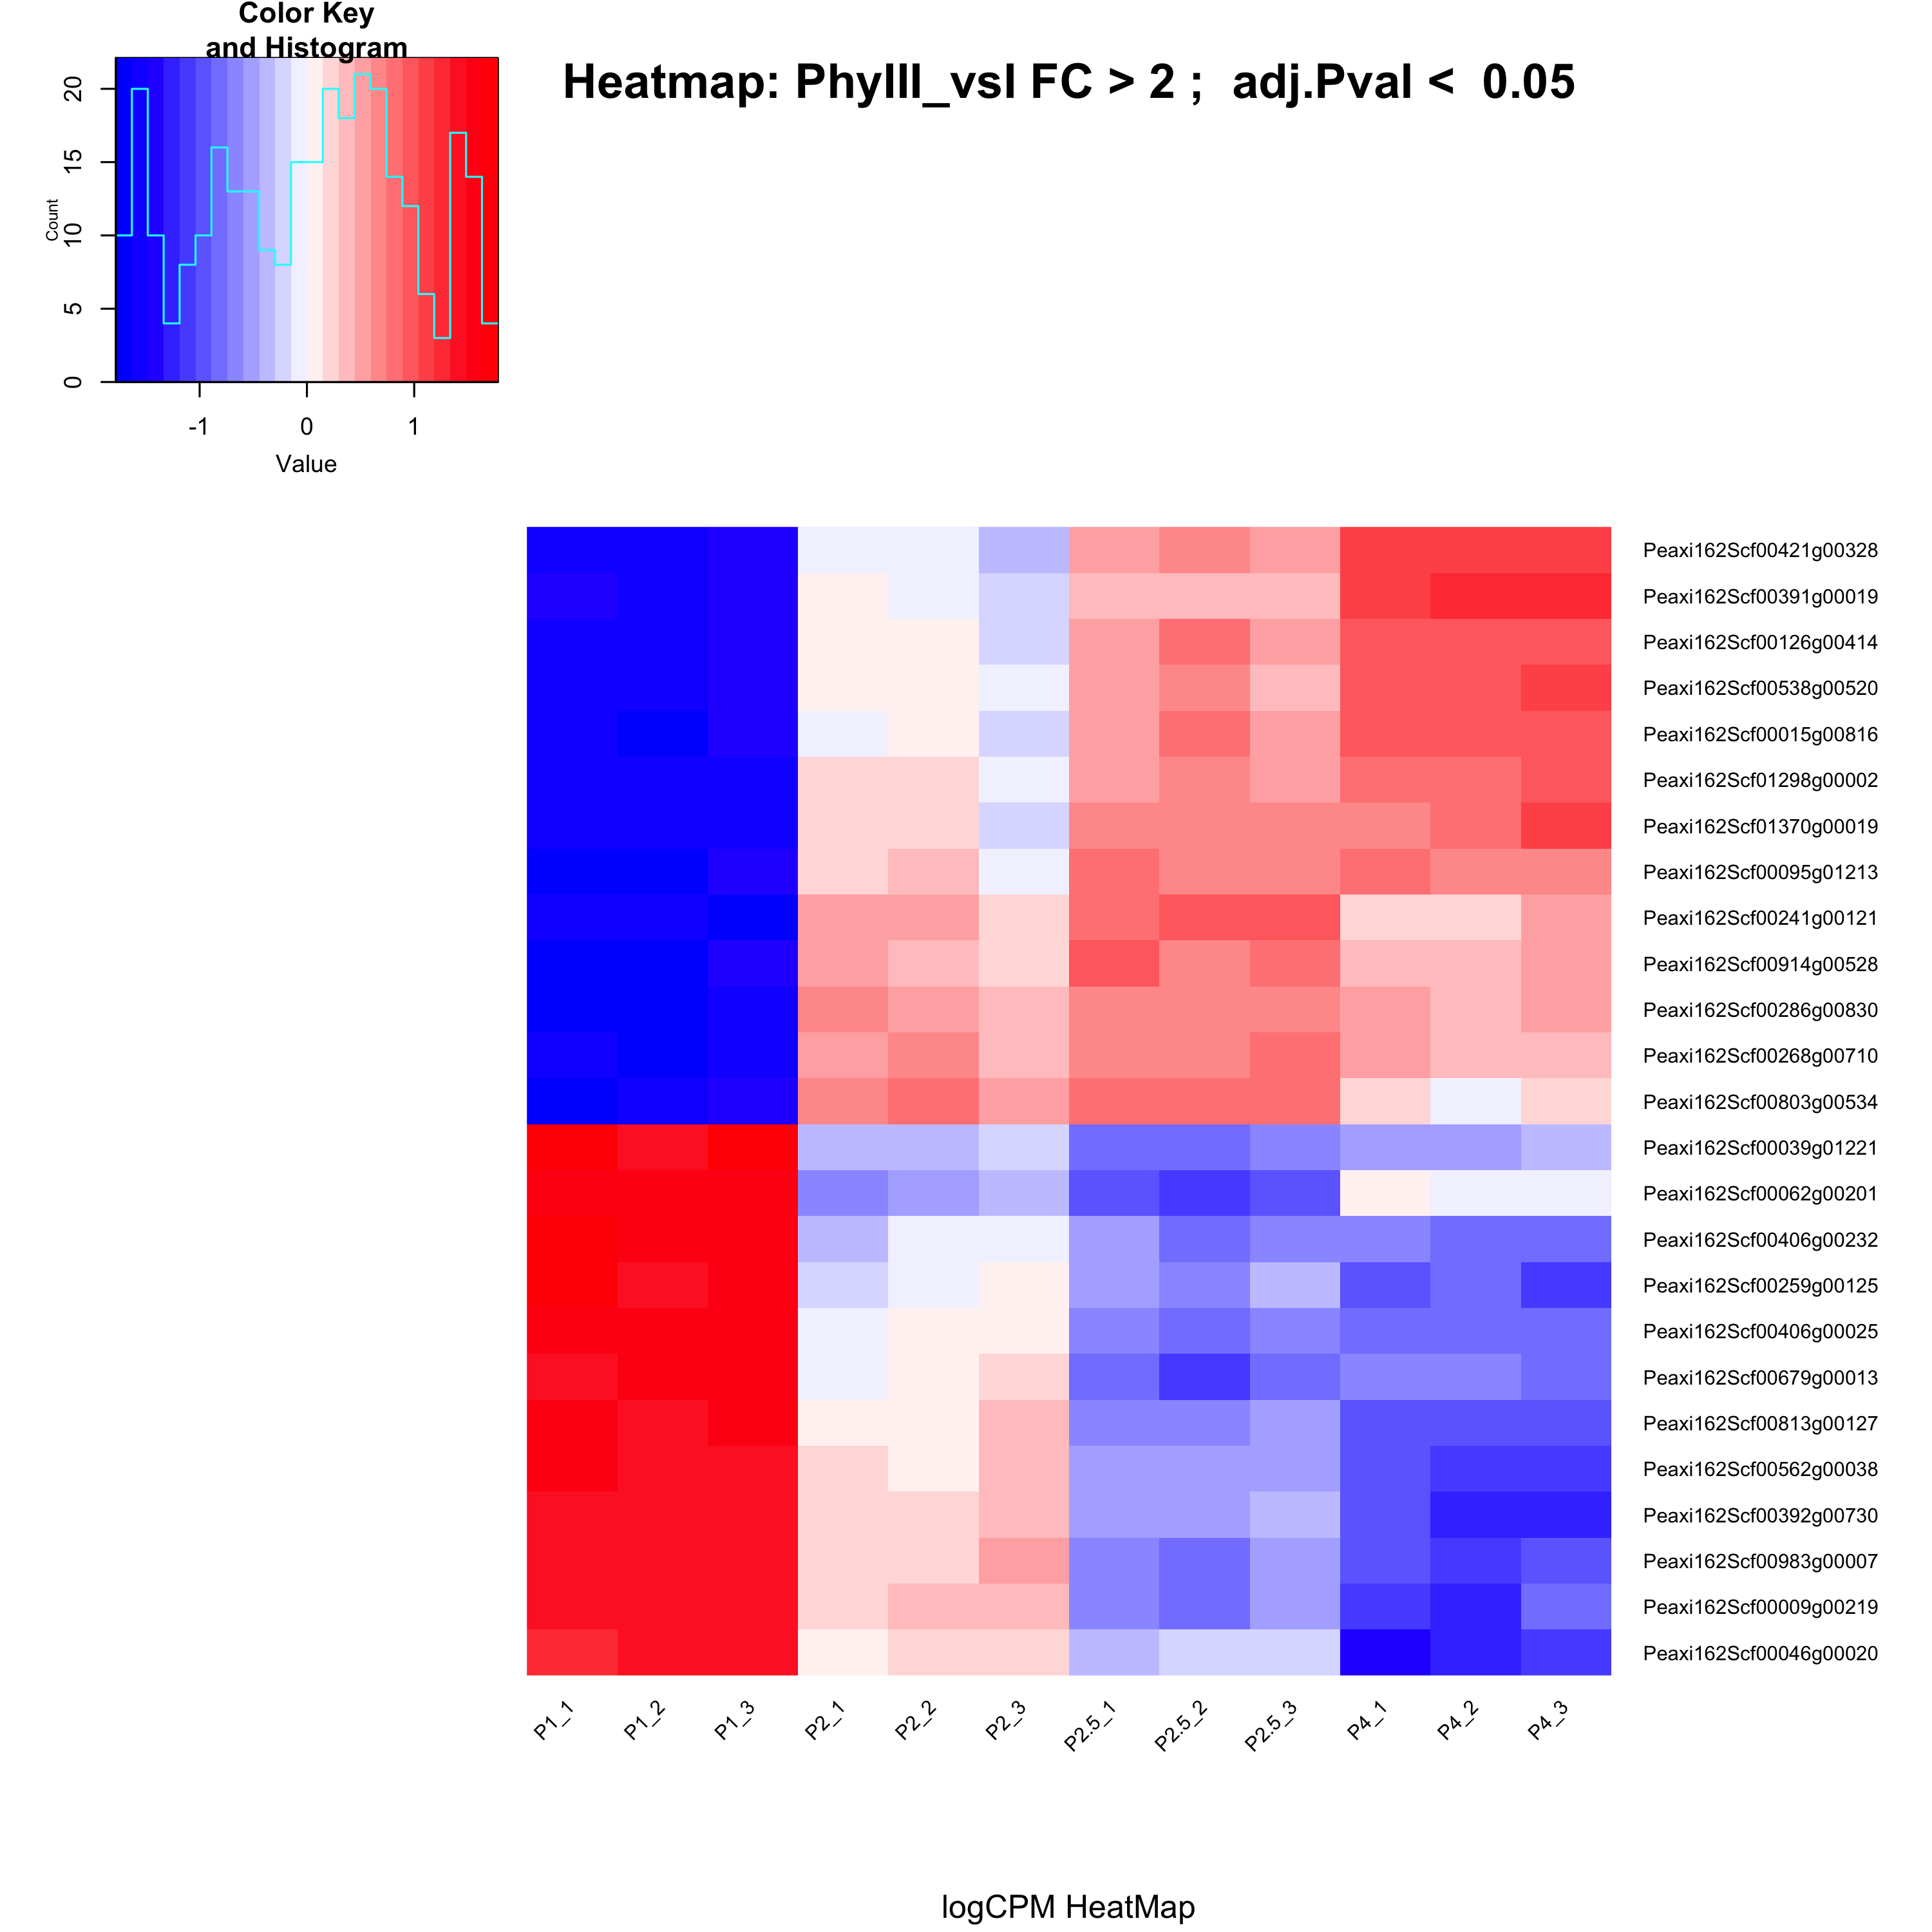 Color Key
and Histogram
Heatmap: PhyIII_vsI FC > 2 ;  adj.Pval <  0.05
20
15
10
5
0
Count
-1 0 1
Value
Peaxi162Scf00421g00328
Peaxi162Scf00391g00019
Peaxi162Scf00126g00414
Peaxi162Scf00538g00520
Peaxi162Scf00015g00816
Peaxi162Scf01298g00002
Peaxi162Scf01370g00019
Peaxi162Scf00095g01213
Peaxi162Scf00241g00121
Peaxi162Scf00914g00528
Peaxi162Scf00286g00830
Peaxi162Scf00268g00710
Peaxi162Scf00803g00534
Peaxi162Scf00039g01221
Peaxi162Scf00062g00201
Peaxi162Scf00406g00232
Peaxi162Scf00259g00125
Peaxi162Scf00406g00025
Peaxi162Scf00679g00013
Peaxi162Scf00813g00127
Peaxi162Scf00562g00038
Peaxi162Scf00392g00730
Peaxi162Scf00983g00007
Peaxi162Scf00009g00219
Peaxi162Scf00046g00020
P1_1 P1_2 P1_3 P2_1 P2_2 P2_3 P2.5_1 P2.5_2 P2.5_3 P4_1 P4_2 P4_3
logCPM HeatMap